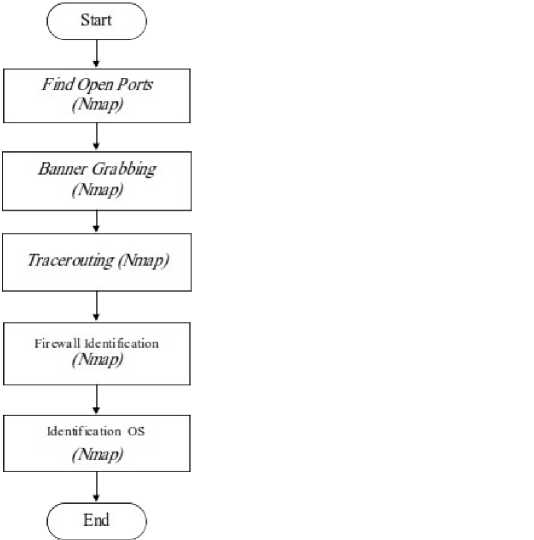 Start
Find Open Ports
(Nmap)
Banner Grabbing
(Nmap)
Tracerouting (Nmap)
Firewall Identification
(Nmap)
Identification OS
(Nmap)
End